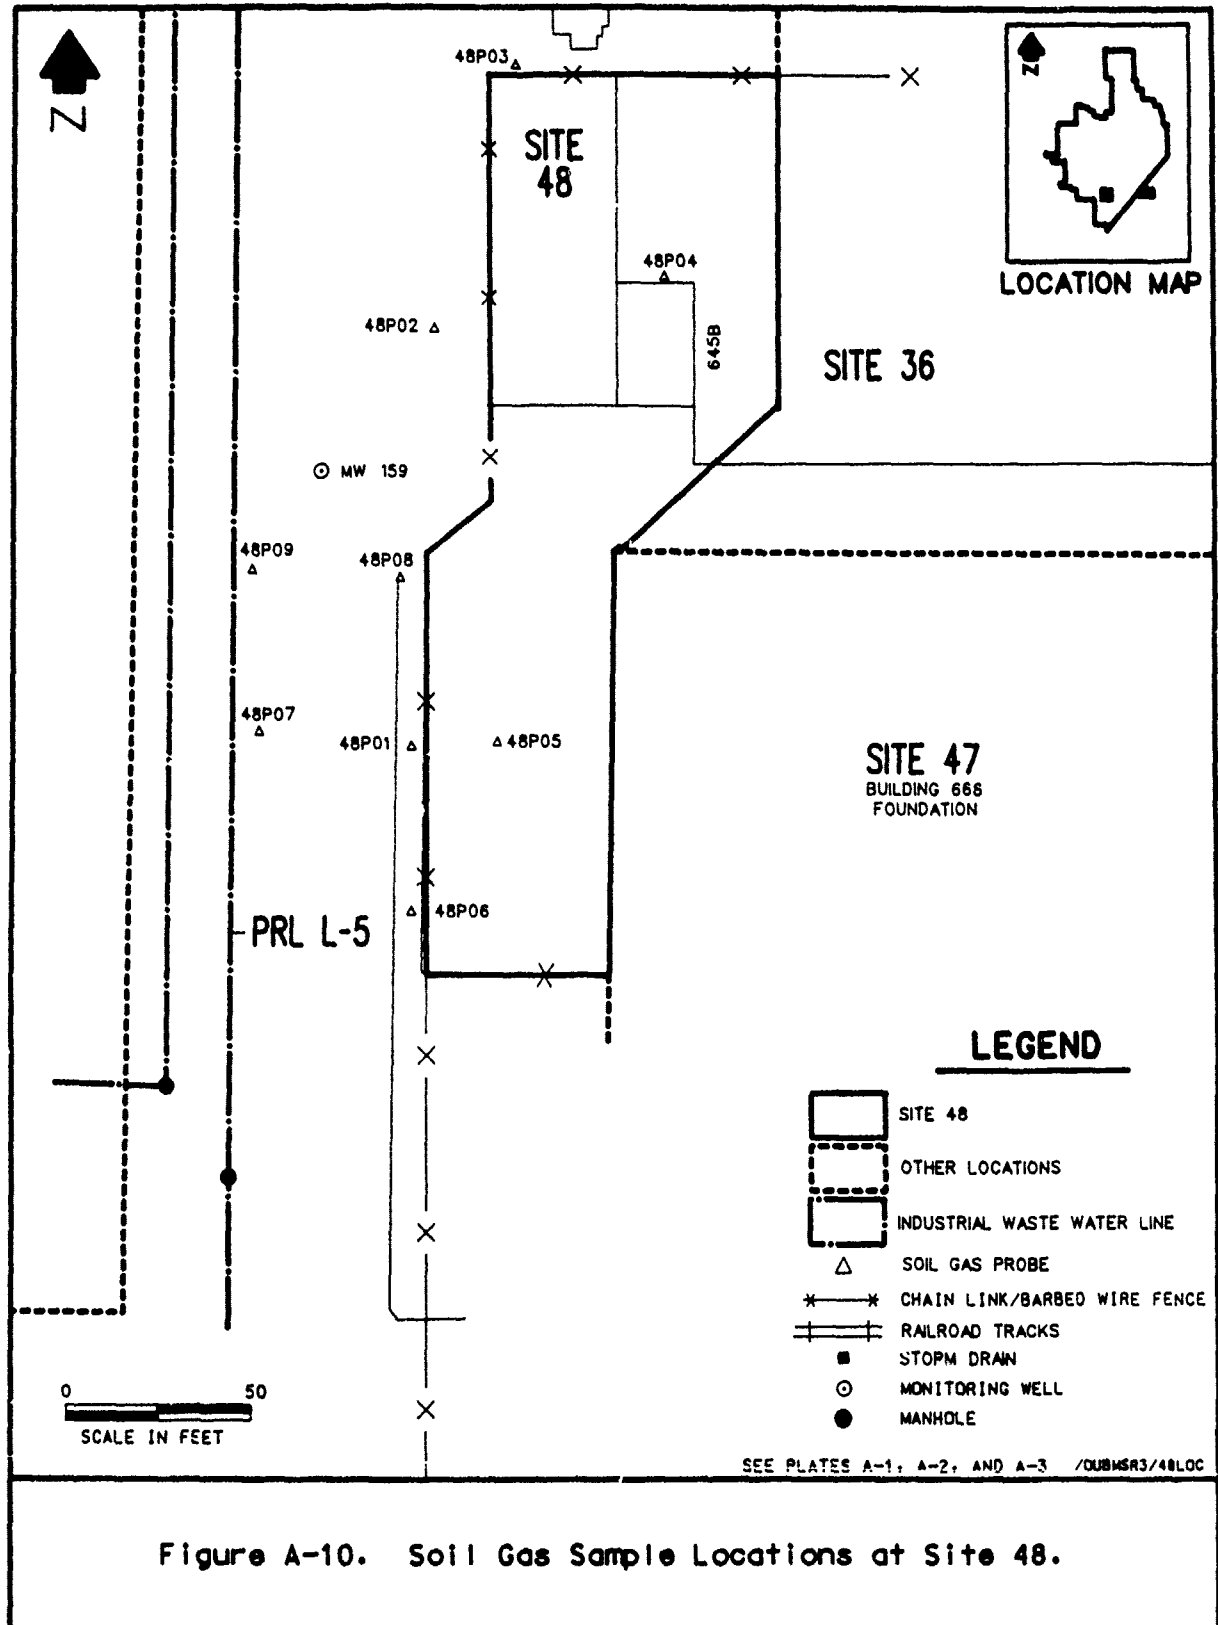 48P03
Z
SITE
48
Z
LOCATION MAP
48P04
48P02
645B
SITE 36
MW 159
48P09
48P08
48P07
48P01
48P05
SITE 47
BUILDING 666
FOUNDATION
48P06
PRL L-5
LEGEND
SITE 48
OTHER LOCATIONS
INDUSTRIAL WASTE WATER LINE
SOIL GAS PROBE
CHAIN LINK/BARBED WIRE FENCE
RAILROAD TRACKS
STOPM DRAIN
MONITORING WELL
MANHOLE
0 50
SCALE IN FEET
SEE PLATES A-1, A-2, AND A-3 /OUBMSR3/48LOC
Figure A-10. Soil Gas Sample Locations at Site 48.